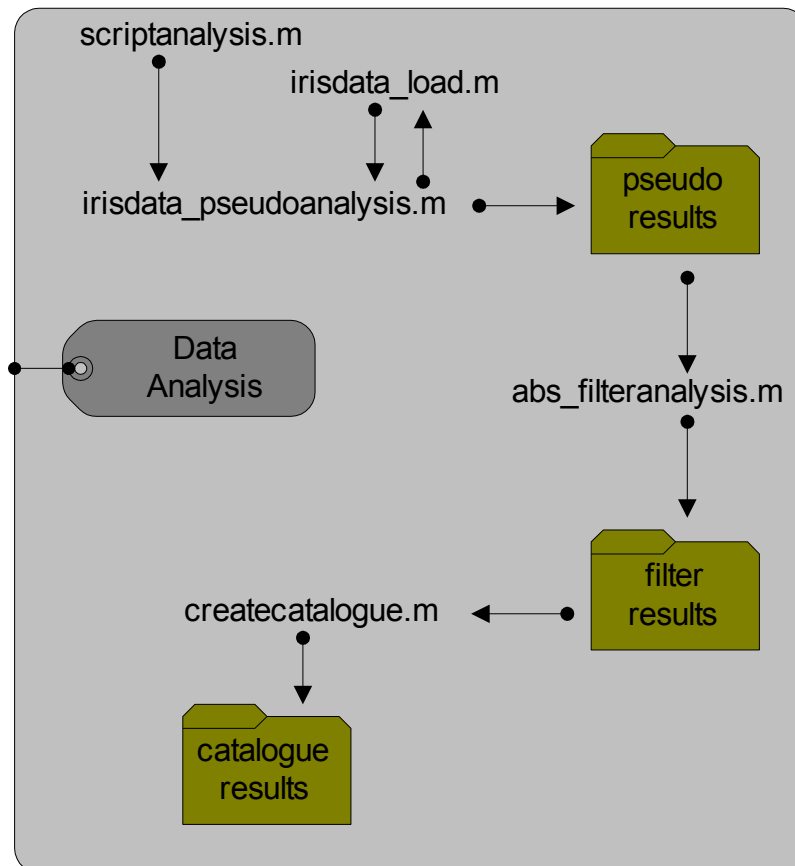 scriptanalysis.m
irisdata_load.m
irisdata_pseudoanalysis.m
pseudo
results
Data
Analysis
abs_filteranalysis.m
filter
results
createcatalogue.m
catalogue
results